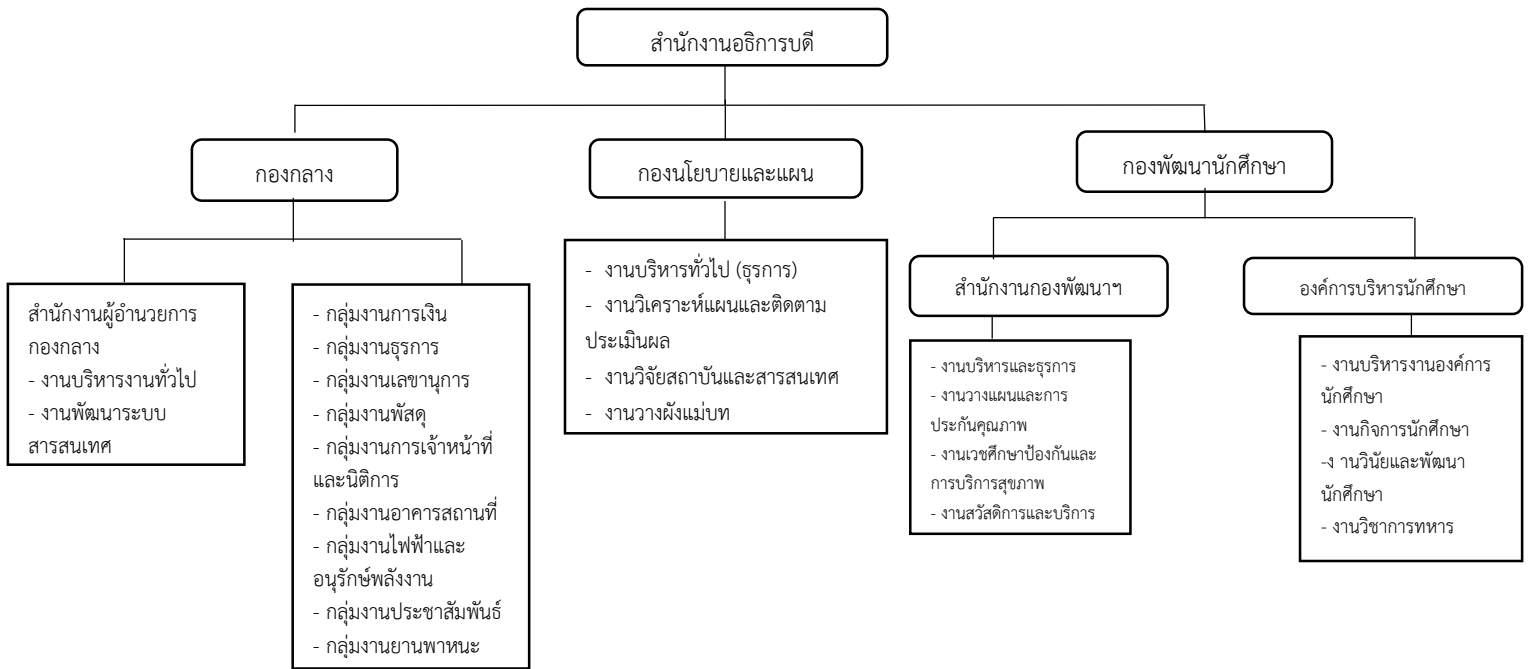 สำนักงานอธิการบดี
กองกลาง
กองนโยบายและแผน
กองพัฒนานักศึกษา
สำนักงานผู้อำนวยการ
กองกลาง
- งานบริหารงานทั่วไป
- งานพัฒนาระบบ
สารสนเทศ
- กลุ่มงานการเงิน
- กลุ่มงานธุรการ
- กลุ่มงานเลขานุการ
- กลุ่มงานพัสดุ
- กลุ่มงานการเจ้าหน้าที่
และนิติการ
- กลุ่มงานอาคารสถานที่
- กลุ่มงานไฟฟ้าและ
อนุรักษ์พลังงาน
- กลุ่มงานประชาสัมพันธ์
- กลุ่มงานยานพาหนะ
- งานบริหารทั่วไป (ธุรการ)
- งานวิเคราะห์แผนและติดตาม
ประเมินผล
- งานวิจัยสถาบันและสารสนเทศ
- งานวางผังแม่บท
สำนักงานกองพัฒนาฯ
- งานบริหารและธุรการ
- งานวางแผนและการ
ประกันคุณภาพ
- งานเวชศึกษาป้องกันและ
การบริการสุขภาพ
- งานสวัสดิการและบริการ
องค์การบริหารนักศึกษา
- งานบริหารงานองค์การ
นักศึกษา
- งานกิจการนักศึกษา
-ง านวินัยและพัฒนา
นักศึกษา
- งานวิชาการทหาร